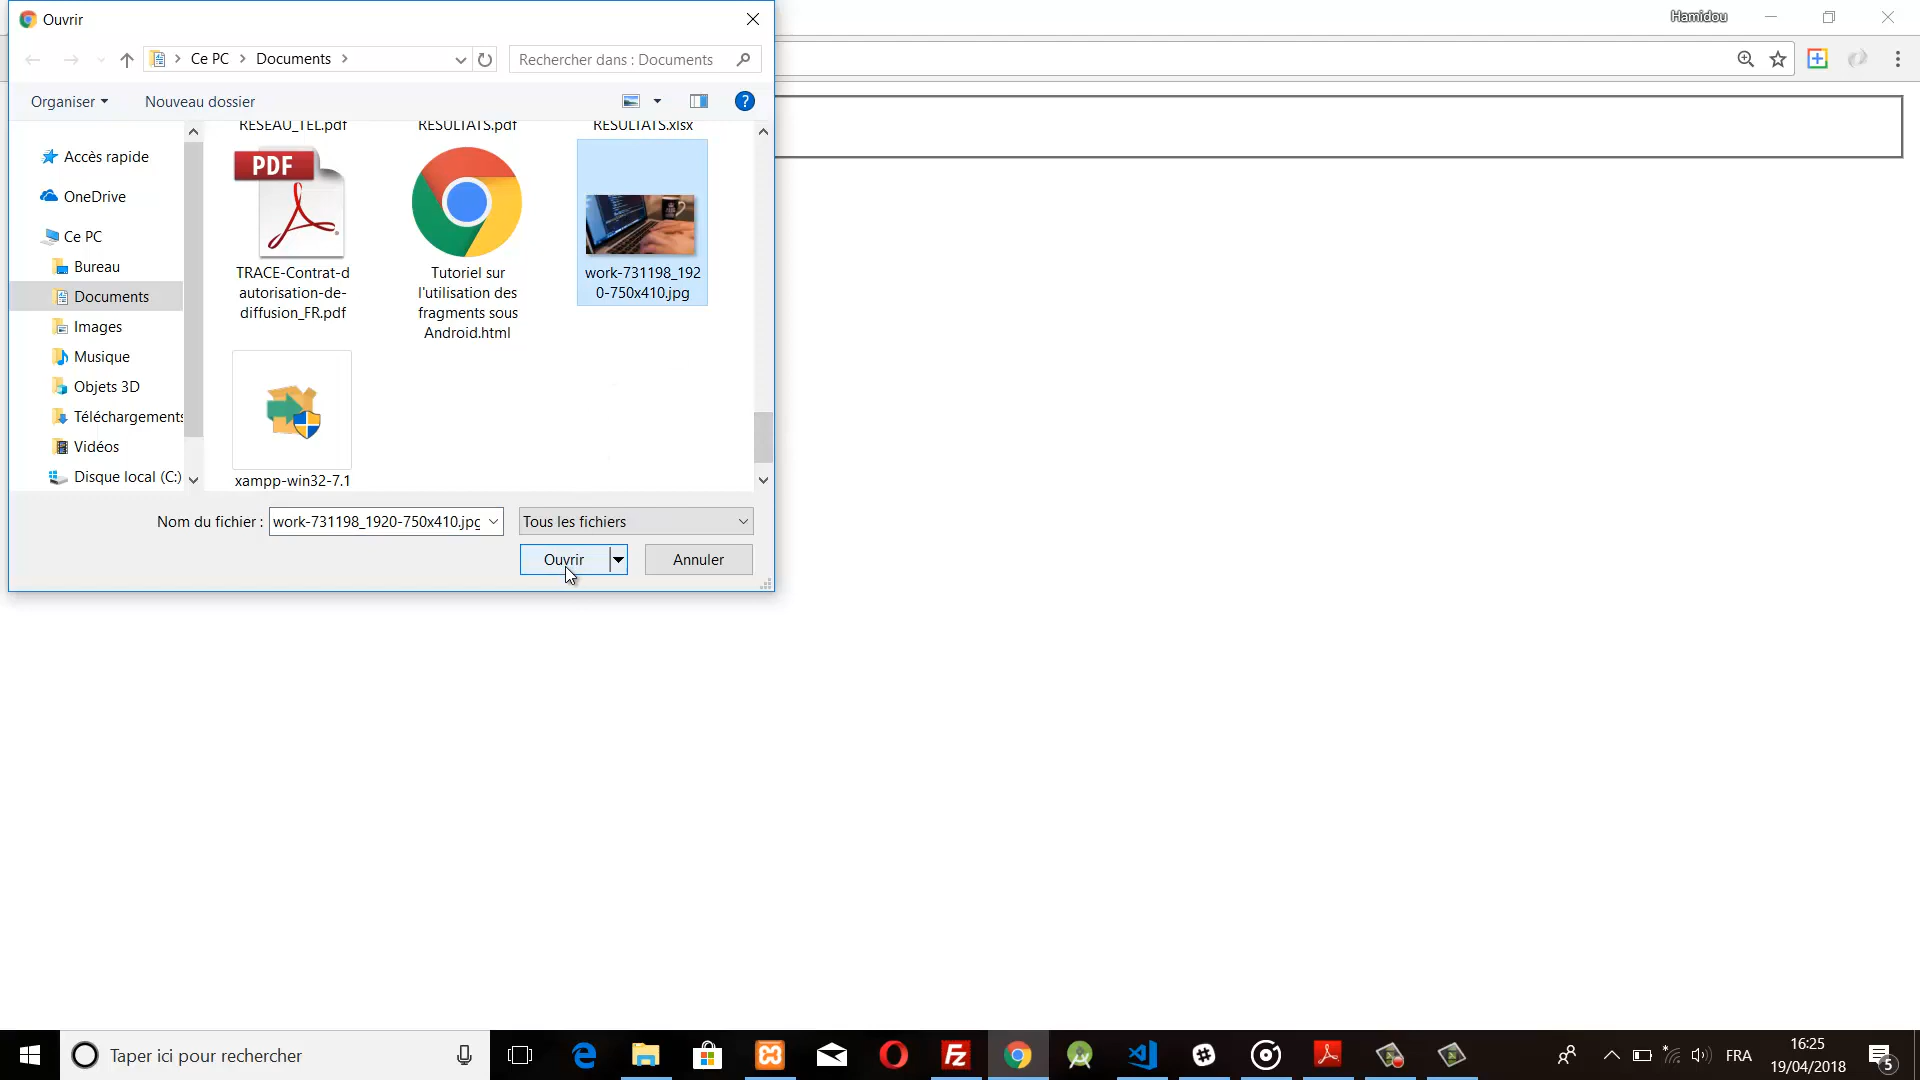 Ouvrir
Hamidou
Ce PC
Documents
Rechercher dans : Documents
Organiser
Nouveau dossier
?
RESEAU_TEL.pdf
RESULTATS.pdf
RESULTATS.xlsx
Accès rapide
OneDrive
Ce PC
Bureau
Documents
Images
Musique
Objets 3D
Téléchargements
Vidéos
Disque local (C:)
PDF
TRACE-Contrat-d
autorisation-de-
diffusion_FR.pdf
Tutoriel sur
l'utilisation des
fragments sous
Android.html
work-731198_192
0-750x410.jpg
xampp-win32-7.1
Nom du fichier :
work-731198_1920-750x410.jpg
Tous les fichiers
Ouvrir
Annuler
Taper ici pour rechercher
Fz
FRA
16:25
19/04/2018
5